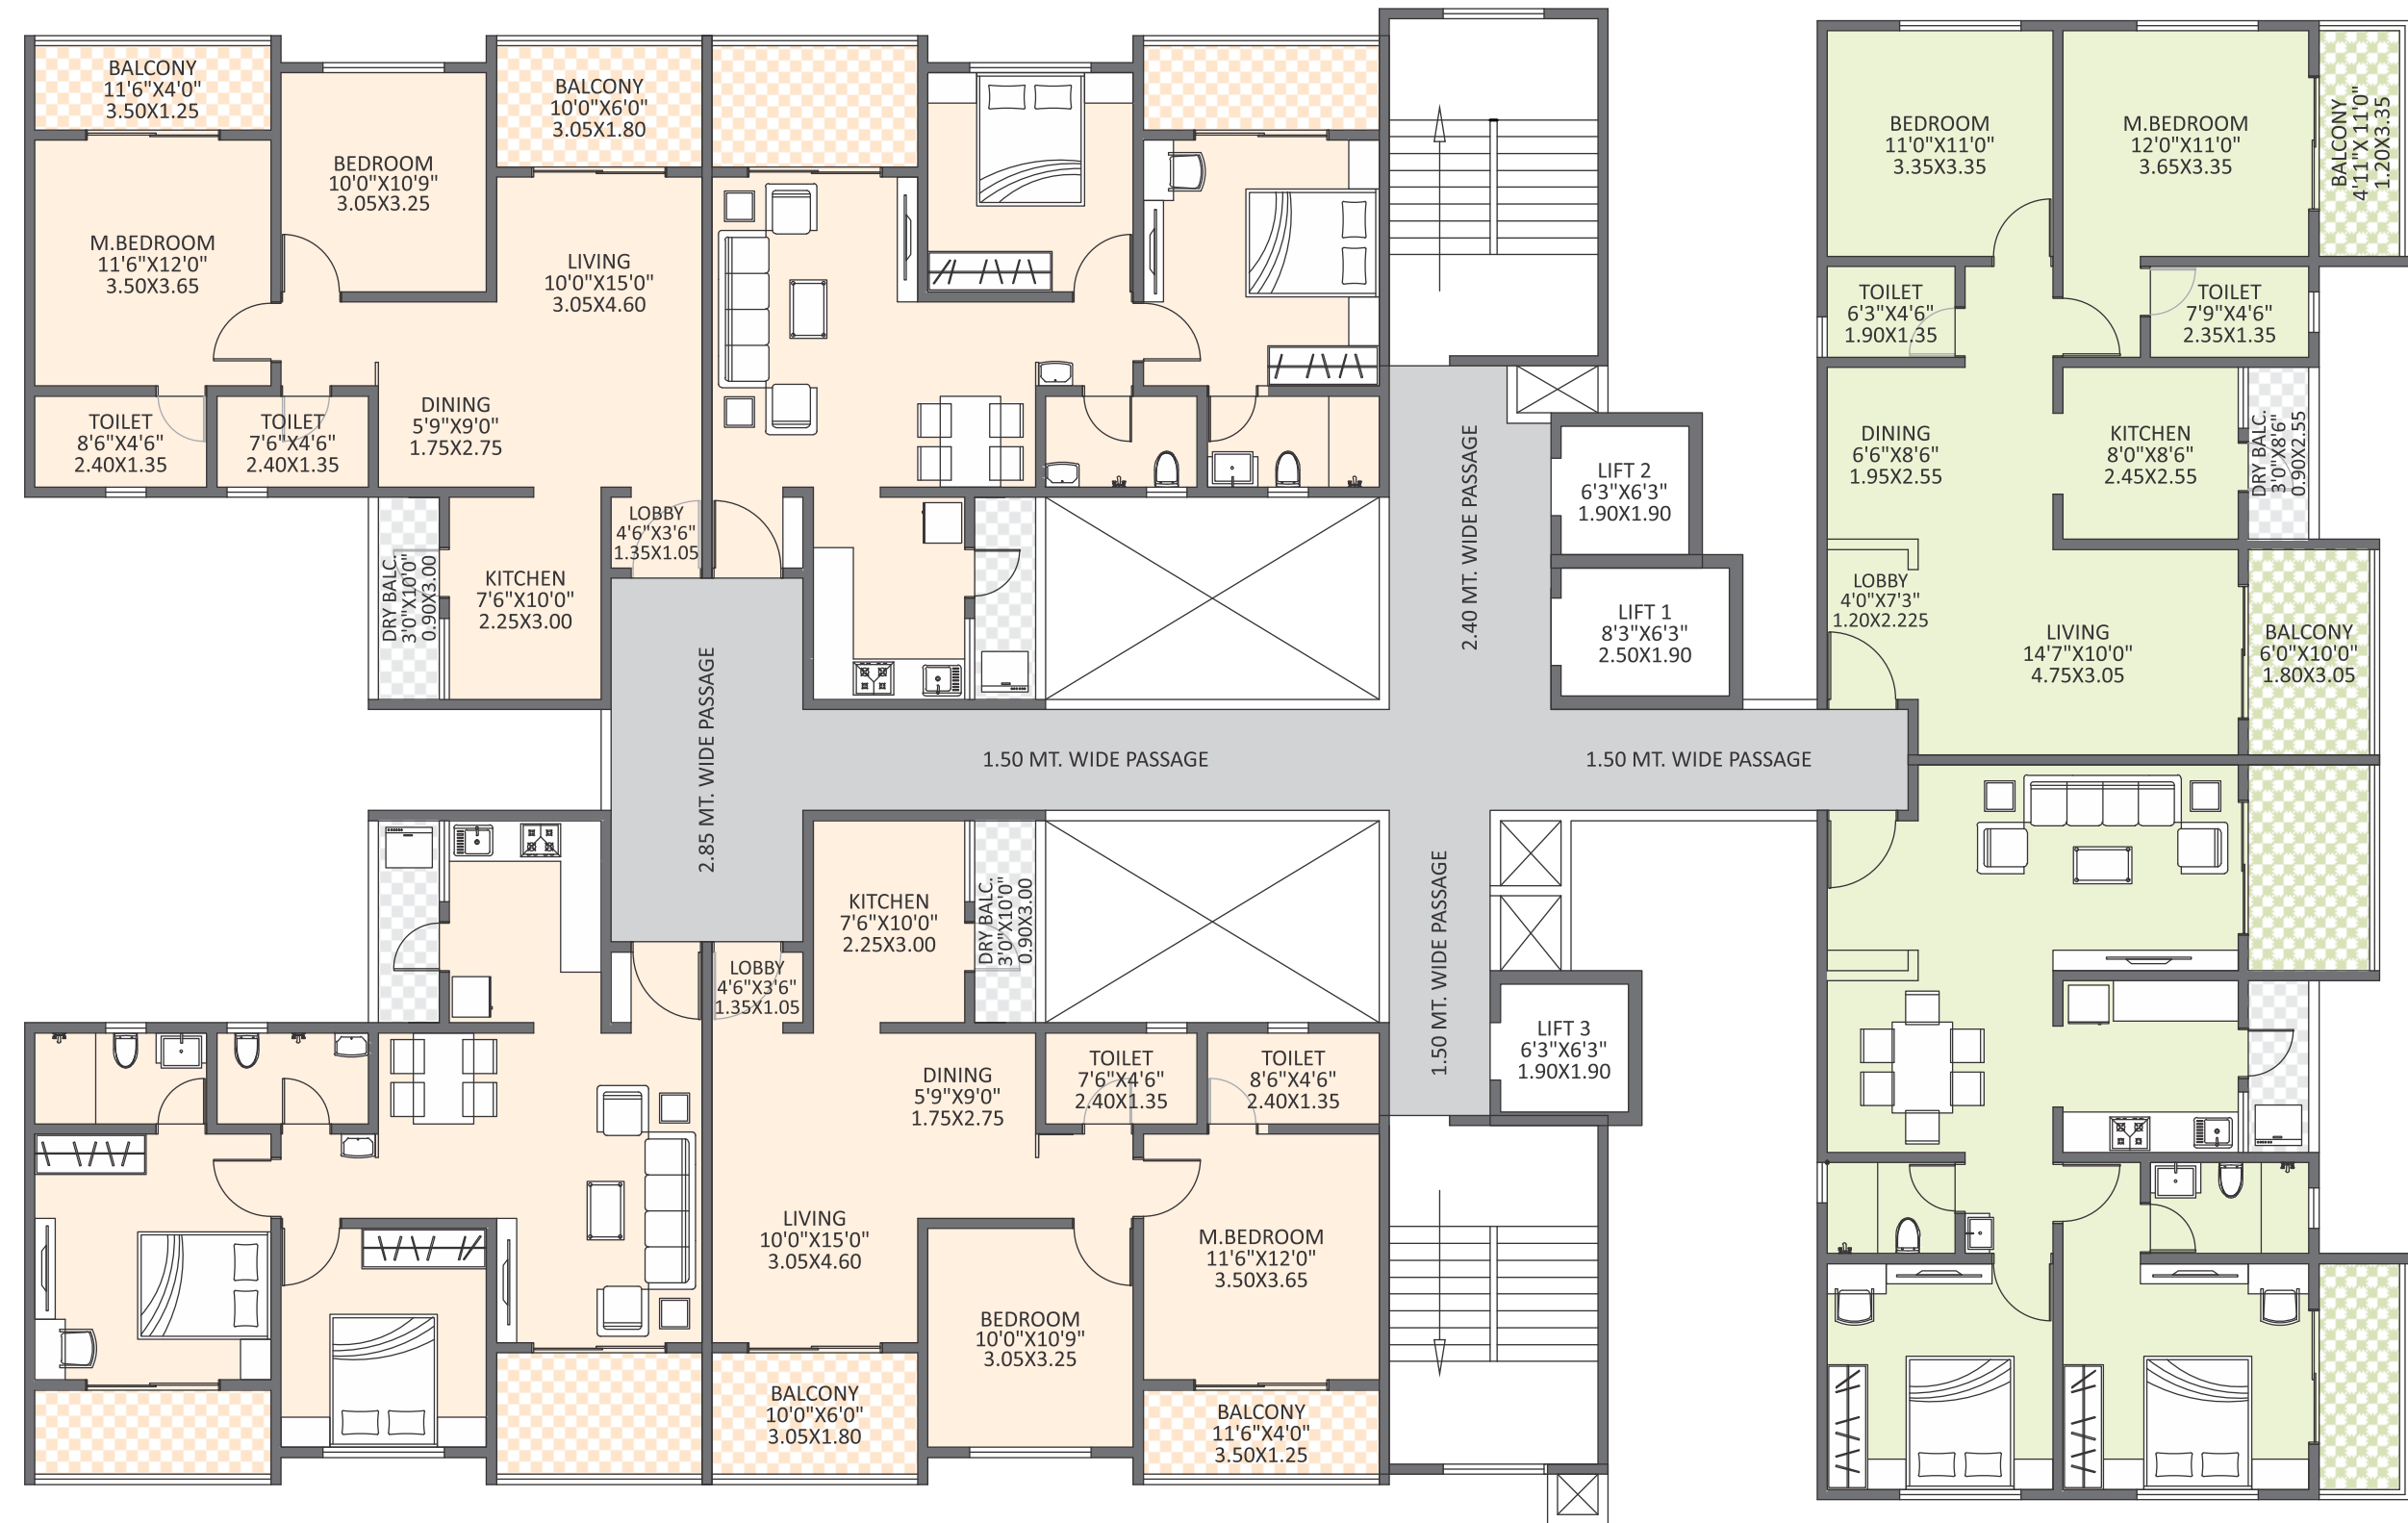 BALCONY
11'6"X4'0"
3.50X1.25
BEDROOM
10'0"X10'9"
3.05X3.25
BALCONY
10'0"X6'0"
3.05X1.80
M.BEDROOM
11'6"X12'0"
3.50X3.65
LIVING
10'0"X15'0"
3.05X4.60
TOILET
8'6"X4'6"
2.40X1.35
TOILET
7'6"X4'6"
2.40X1.35
DINING
5'9"X9'0"
1.75X2.75
LOBBY
4'6"X3'6"
1.35X1.05
DRY BALC.
3'0"X10'0"
0.90X3.00
KITCHEN
7'6"X10'0"
2.25X3.00
2.85 MT. WIDE PASSAGE
1.50 MT. WIDE PASSAGE
1.50 MT. WIDE PASSAGE
2.40 MT. WIDE PASSAGE
1.50 MT. WIDE PASSAGE
LIFT 2
6'3"X6'3"
1.90X1.90
LIFT 1
8'3"X6'3"
2.50X1.90
LIFT 3
6'3"X6'3"
1.90X1.90
BEDROOM
11'0"X11'0"
3.35X3.35
M.BEDROOM
12'0"X11'0"
3.65X3.35
BALCONY
4'11"X11'0"
1.20X3.35
TOILET
6'3"X4'6"
1.90X1.35
TOILET
7'9"X4'6"
2.35X1.35
DINING
6'6"X8'6"
1.95X2.55
KITCHEN
8'0"X8'6"
2.45X2.55
DRY BALC.
3'0"X8'6"
0.90X2.55
LOBBY
4'0"X7'3"
1.20X2.225
LIVING
14'7"X10'0"
4.75X3.05
BALCONY
6'0"X10'0"
1.80X3.05
KITCHEN
7'6"X10'0"
2.25X3.00
DRY BALC.
3'0"X10'0"
0.90X3.00
LOBBY
4'6"X3'6"
1.35X1.05
DINING
5'9"X9'0"
1.75X2.75
TOILET
7'6"X4'6"
2.40X1.35
TOILET
8'6"X4'6"
2.40X1.35
LIVING
10'0"X15'0"
3.05X4.60
M.BEDROOM
11'6"X12'0"
3.50X3.65
BEDROOM
10'0"X10'9"
3.05X3.25
BALCONY
10'0"X6'0"
3.05X1.80
BALCONY
11'6"X4'0"
3.50X1.25